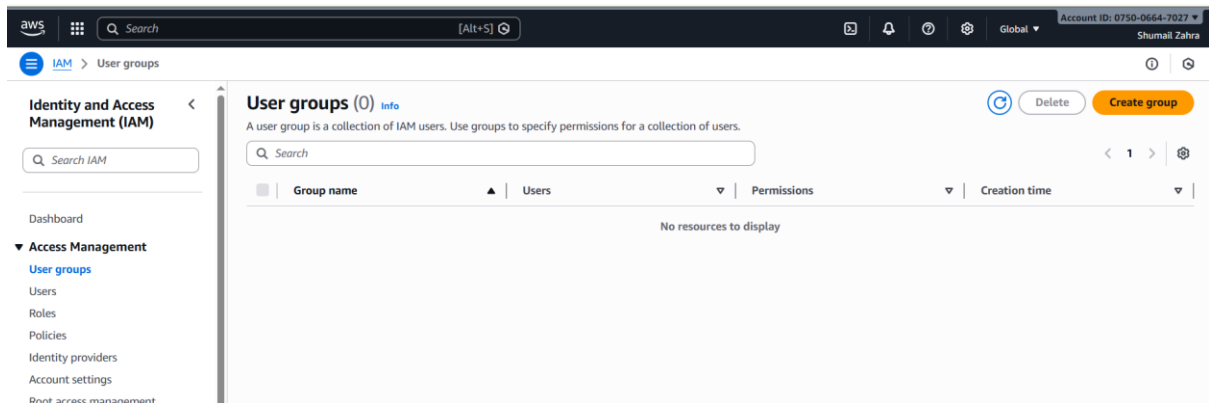 aws
Search
[Alt+S]
Global
Account ID: 0750-0664-7027
Shumail Zahra
IAM > User groups
Identity and Access
Management (IAM)
Search IAM
Dashboard
Access Management
User groups
Users
Roles
Policies
Identity providers
Account settings
Root access management
User groups (0) Info
Delete
Create group
A user group is a collection of IAM users. Use groups to specify permissions for a collection of users.
Search
1
Group name
Users
Permissions
Creation time
No resources to display